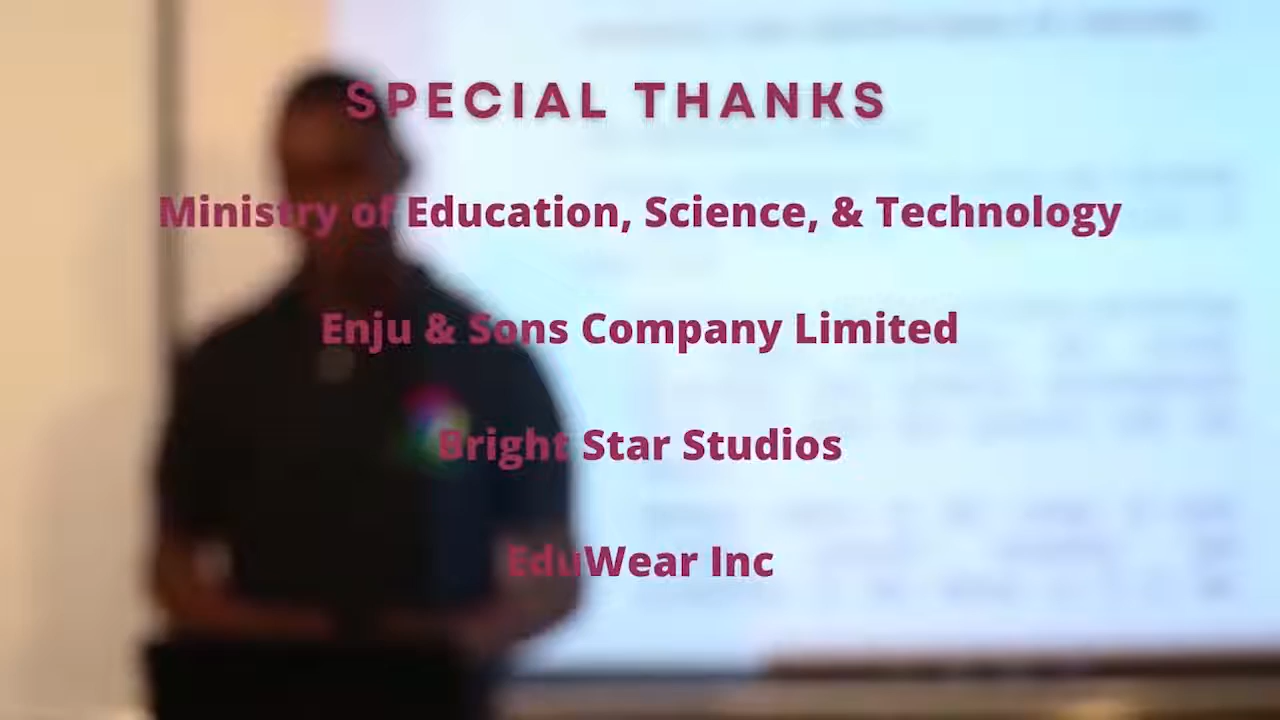 SPECIAL THANKS
Ministry of Education, Science, & Technology
Enju & Sons Company Limited
Bright Star Studios
EduWear Inc